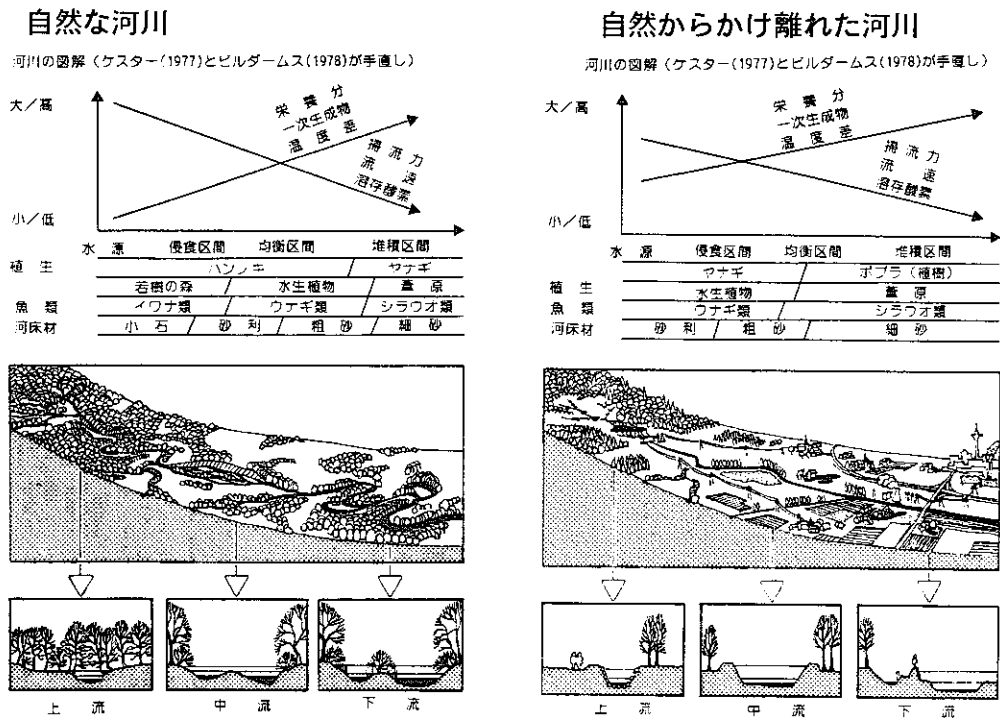 自然な河川
河川の図解（ケスター(1977)とビルダームス(1978)が手直し）
大／高
栄養分
一次生成物
温度差
掃流力
流速
溶存酸素
小／低
水源 侵食区間 均衡区間 堆積区間
植生 ハンノキ ヤナギ
若樹の森 水生植物 葦原
魚類 イワナ類 ウナギ類 シラウオ類
河床材 小石 砂利 粗砂 細砂
上流 中流 下流
自然からかけ離れた河川
河川の図解（ケスター(1977)とビルダームス(1978)が手直し）
大／高
栄養分
一次生成物
温度差
掃流力
流速
溶存酸素
小／低
水源 侵食区間 均衡区間 堆積区間
ヤナギ ポプラ（植樹）
植生 水生植物 葦原
魚類 ウナギ類 シラウオ類
河床材 砂利 粗砂 細砂
上流 中流 下流